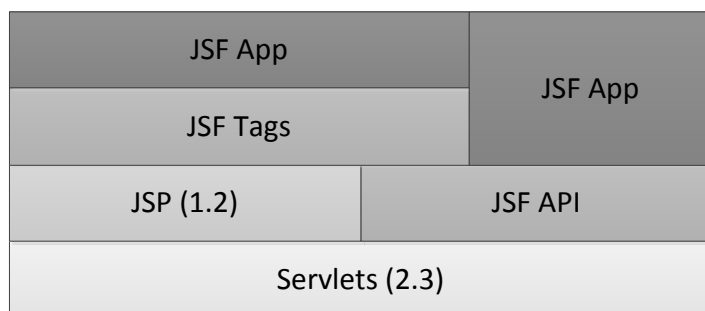 JSF App
JSF App
JSF Tags
JSP (1.2)
JSF API
Servlets (2.3)